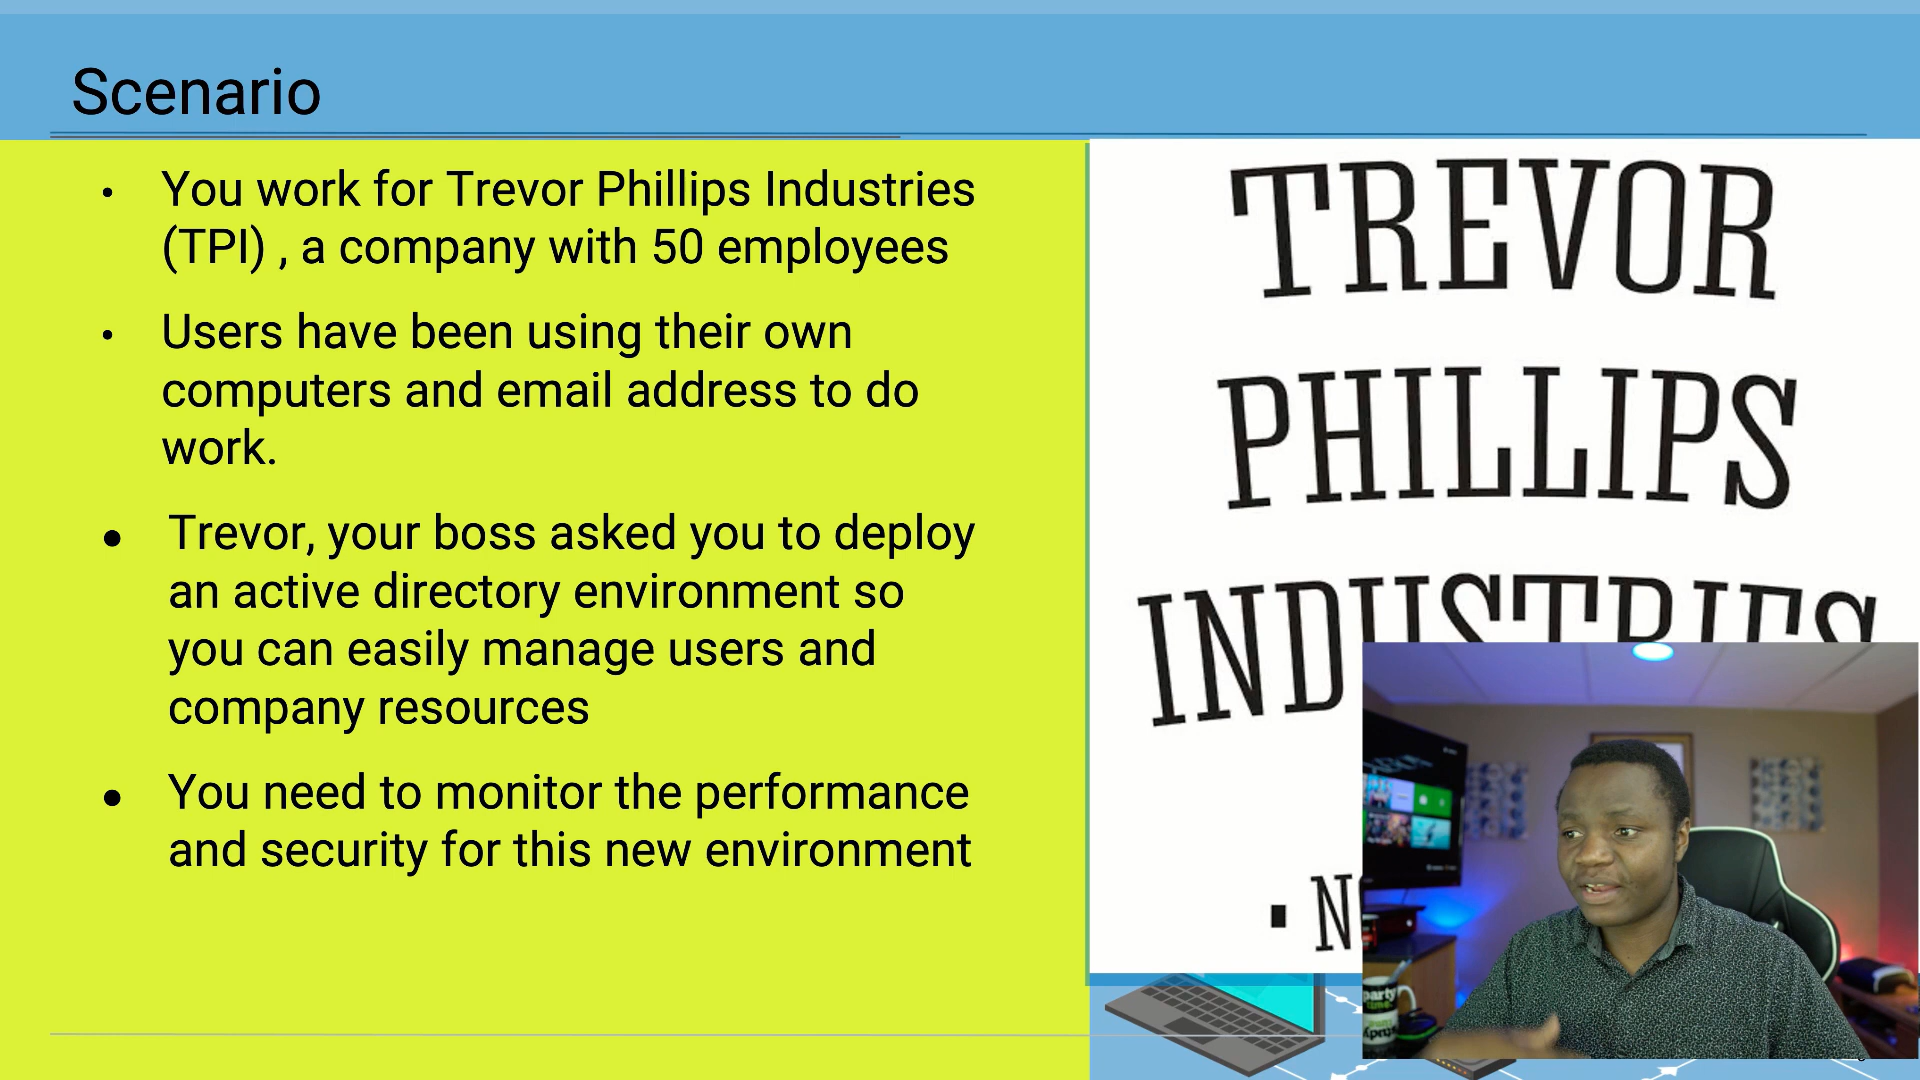 Scenario
• You work for Trevor Phillips Industries
(TPI) , a company with 50 employees
• Users have been using their own
computers and email address to do
work.
● Trevor, your boss asked you to deploy
an active directory environment so
you can easily manage users and
company resources
● You need to monitor the performance
and security for this new environment
TREVOR
PHILLIPS
INDUSTRIES
party
time.